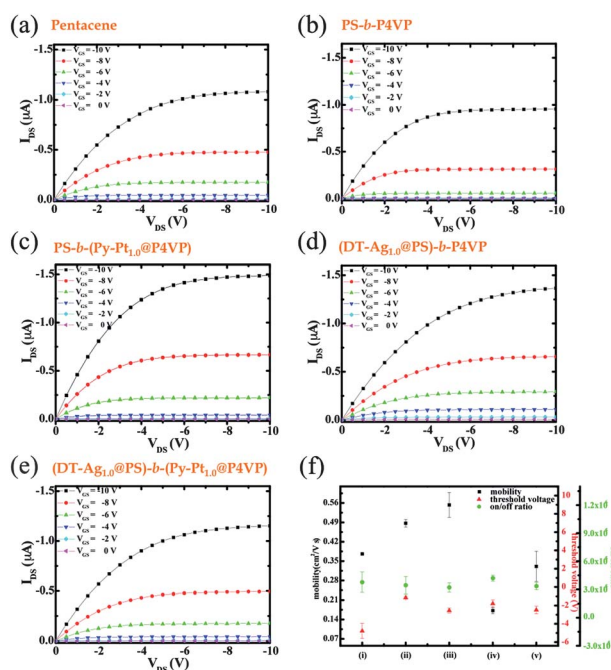 (a) Pentacene
-1.5
-1.0
-0.5
0.0
I_DS (μA)
V_GS = -10 V
V_GS = -8 V
V_GS = -6 V
V_GS = -4 V
V_GS = -2 V
V_GS = 0 V
0 -2 -4 -6 -8 -10
V_DS (V)
(b) PS-b-P4VP
-1.5
-1.0
-0.5
0.0
I_DS (μA)
V_GS = -10 V
V_GS = -8 V
V_GS = -6 V
V_GS = -4 V
V_GS = -2 V
V_GS = 0 V
0 -2 -4 -6 -8 -10
V_DS (V)
(c) PS-b-(Py-Pt1.0@P4VP)
-1.5
-1.0
-0.5
0.0
I_DS (μA)
V_GS = -10 V
V_GS = -8 V
V_GS = -6 V
V_GS = -4 V
V_GS = -2 V
V_GS = 0 V
0 -2 -4 -6 -8 -10
V_DS (V)
(d) (DT-Ag1.0@PS)-b-P4VP
-1.5
-1.0
-0.5
0.0
I_DS (μA)
V_GS = -10 V
V_GS = -8 V
V_GS = -6 V
V_GS = -4 V
V_GS = -2 V
V_GS = 0 V
0 -2 -4 -6 -8 -10
V_DS (V)
(e) (DT-Ag1.0@PS)-b-(Py-Pt1.0@P4VP)
-1.5
-1.0
-0.5
0.0
I_DS (μA)
V_GS = -10 V
V_GS = -8 V
V_GS = -6 V
V_GS = -4 V
V_GS = -2 V
V_GS = 0 V
0 -2 -4 -6 -8 -10
V_DS (V)
(f)
mobility
threshold voltage
on/off ratio
0.56
0.49
0.42
0.35
0.28
0.21
0.14
0.07
mobility(cm²/V s)
(i) (ii) (iii) (iv) (v)
10
8
6
4
2
0
-2
-4
-6
Threshold voltage (V)
0.0